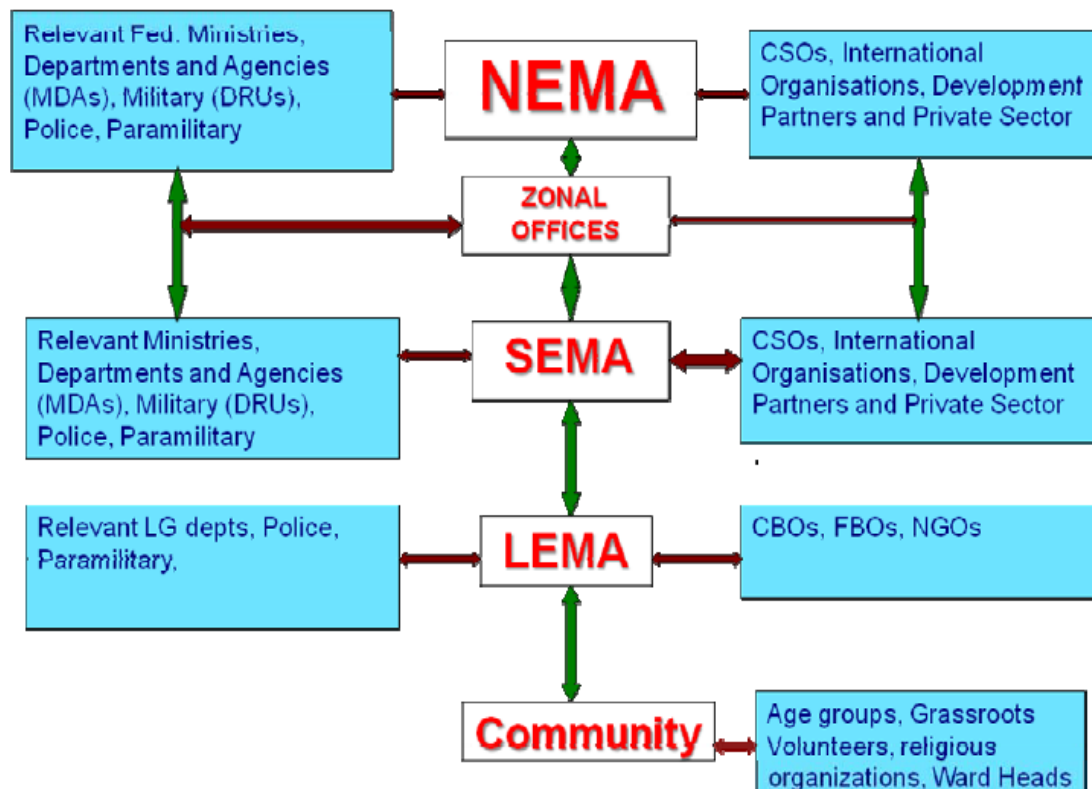 Relevant Fed. Ministries,
Departments and Agencies
(MDAs), Military (DRUs),
Police, Paramilitary
NEMA
CSOs, International
Organisations, Development
Partners and Private Sector
ZONAL
OFFICES
Relevant Ministries,
Departments and Agencies
(MDAs), Military (DRUs),
Police, Paramilitary
SEMA
CSOs, International
Organisations, Development
Partners and Private Sector
Relevant LG depts, Police,
Paramilitary,
LEMA
CBOs, FBOs, NGOs
Community
Age groups, Grassroots
Volunteers, religious
organizations, Ward Heads